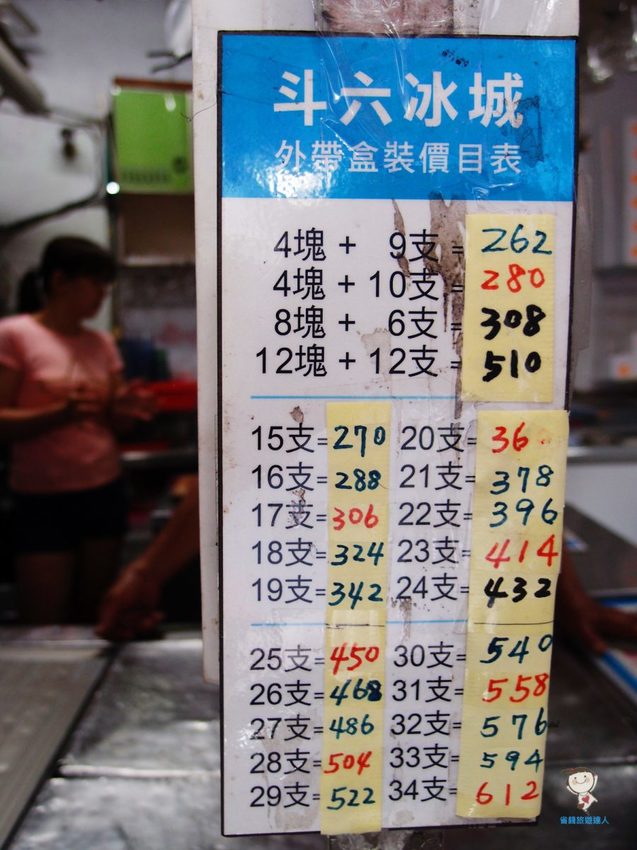 斗六冰城
外帶盒裝價目表
4塊 + 9支 = 262
4塊 + 10支 = 280
8塊 + 6支 = 308
12塊 + 12支 = 510
15支= 270 20支= 36
16支= 288 21支= 378
17支= 306 22支= 396
18支= 324 23支= 414
19支= 342 24支= 432
25支= 450 30支= 540
26支= 468 31支= 558
27支= 486 32支= 576
28支= 504 33支= 594
29支= 522 34支= 612
省錢旅遊達人